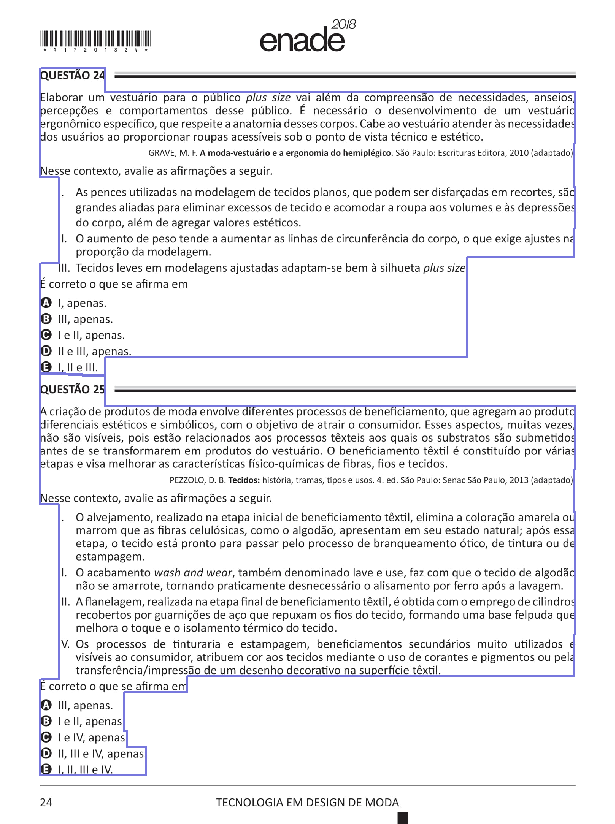 enade 2018
*R1720182 4*
QUESTÃO 24
Elaborar um vestuário para o público plus size vai além da compreensão de necessidades, anseios,
percepções e comportamentos desse público. É necessário o desenvolvimento de um vestuário
ergonômico específico, que respeite a anatomia desses corpos. Cabe ao vestuário atender às necessidades
dos usuários ao proporcionar roupas acessíveis sob o ponto de vista técnico e estético.
GRAVE, M. F. A moda-vestuário e a ergonomia do hemiplégico. São Paulo: Escrituras Editora, 2010 (adaptado)
Nesse contexto, avalie as afirmações a seguir.
. As pences utilizadas na modelagem de tecidos planos, que podem ser disfarçadas em recortes, são
grandes aliadas para eliminar excessos de tecido e acomodar a roupa aos volumes e às depressões
do corpo, além de agregar valores estéticos.
I. O aumento de peso tende a aumentar as linhas de circunferência do corpo, o que exige ajustes na
proporção da modelagem.
III. Tecidos leves em modelagens ajustadas adaptam-se bem à silhueta plus size
É correto o que se afirma em
A I, apenas.
B III, apenas.
C I e II, apenas.
D II e III, apenas.
E I, II e III.
QUESTÃO 25
A criação de produtos de moda envolve diferentes processos de beneficiamento, que agregam ao produto
diferenciais estéticos e simbólicos, com o objetivo de atrair o consumidor. Esses aspectos, muitas vezes,
não são visíveis, pois estão relacionados aos processos têxteis aos quais os substratos são submetidos
antes de se transformarem em produtos do vestuário. O beneficiamento têxtil é constituído por várias
etapas e visa melhorar as características físico-químicas de fibras, fios e tecidos.
PEZZOLO, D. B. Tecidos: história, tramas, tipos e usos. 4. ed. São Paulo: Senac São Paulo, 2013 (adaptado)
Nesse contexto, avalie as afirmações a seguir.
. O alvejamento, realizado na etapa inicial de beneficiamento têxtil, elimina a coloração amarela ou
marrom que as fibras celulósicas, como o algodão, apresentam em seu estado natural; após essa
etapa, o tecido está pronto para passar pelo processo de branqueamento ótico, de tintura ou de
estampagem.
I. O acabamento wash and wear, também denominado lave e use, faz com que o tecido de algodão
não se amarrote, tornando praticamente desnecessário o alisamento por ferro após a lavagem.
II. A flanelagem, realizada na etapa final de beneficiamento têxtil, é obtida com o emprego de cilindros
recobertos por guarnições de aço que repuxam os fios do tecido, formando uma base felpuda que
melhora o toque e o isolamento térmico do tecido.
V. Os processos de tinturaria e estampagem, beneficiamentos secundários muito utilizados e
visíveis ao consumidor, atribuem cor aos tecidos mediante o uso de corantes e pigmentos ou pela
transferência/impressão de um desenho decorativo na superfície têxtil.
É correto o que se afirma em
A III, apenas.
B I e II, apenas
C I e IV, apenas
D II, III e IV, apenas
E I, II, III e IV.
24
TECNOLOGIA EM DESIGN DE MODA